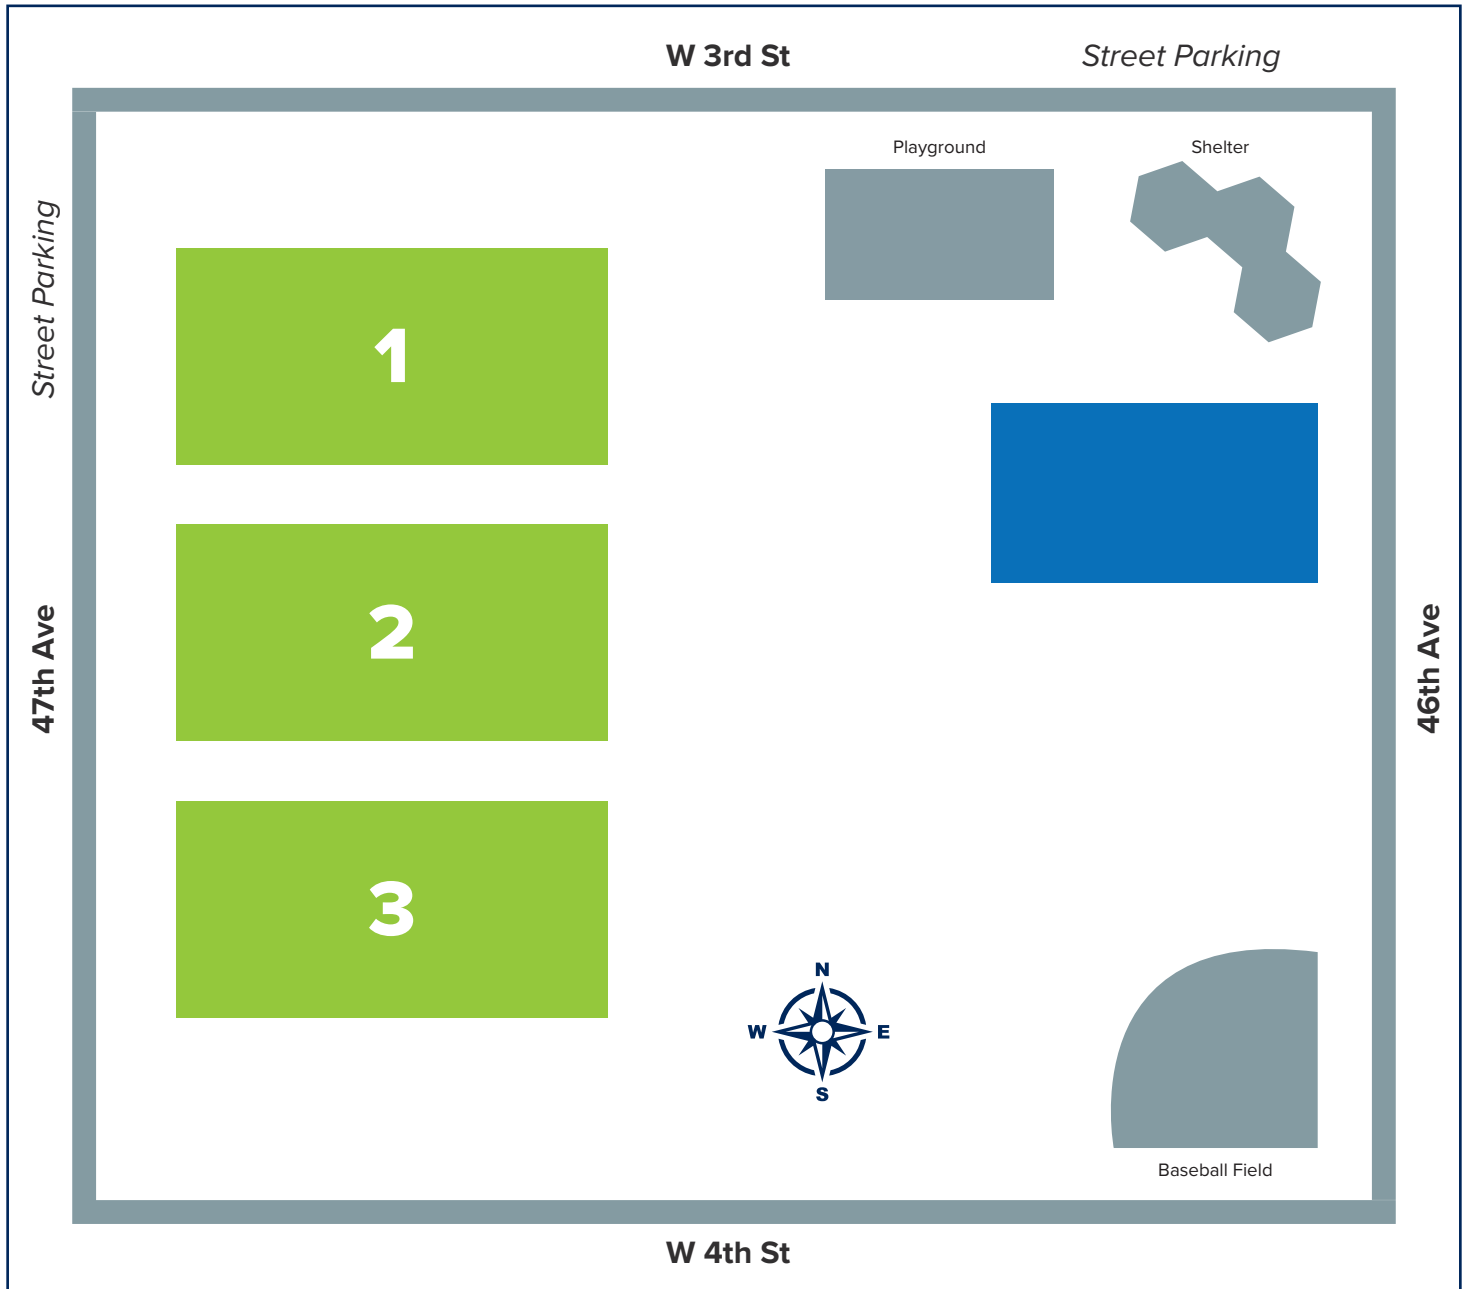 W 3rd St
Street Parking
Playground
Shelter
Street Parking
1
2
47th Ave
46th Ave
3
N
W
E
S
Baseball Field
W 4th St